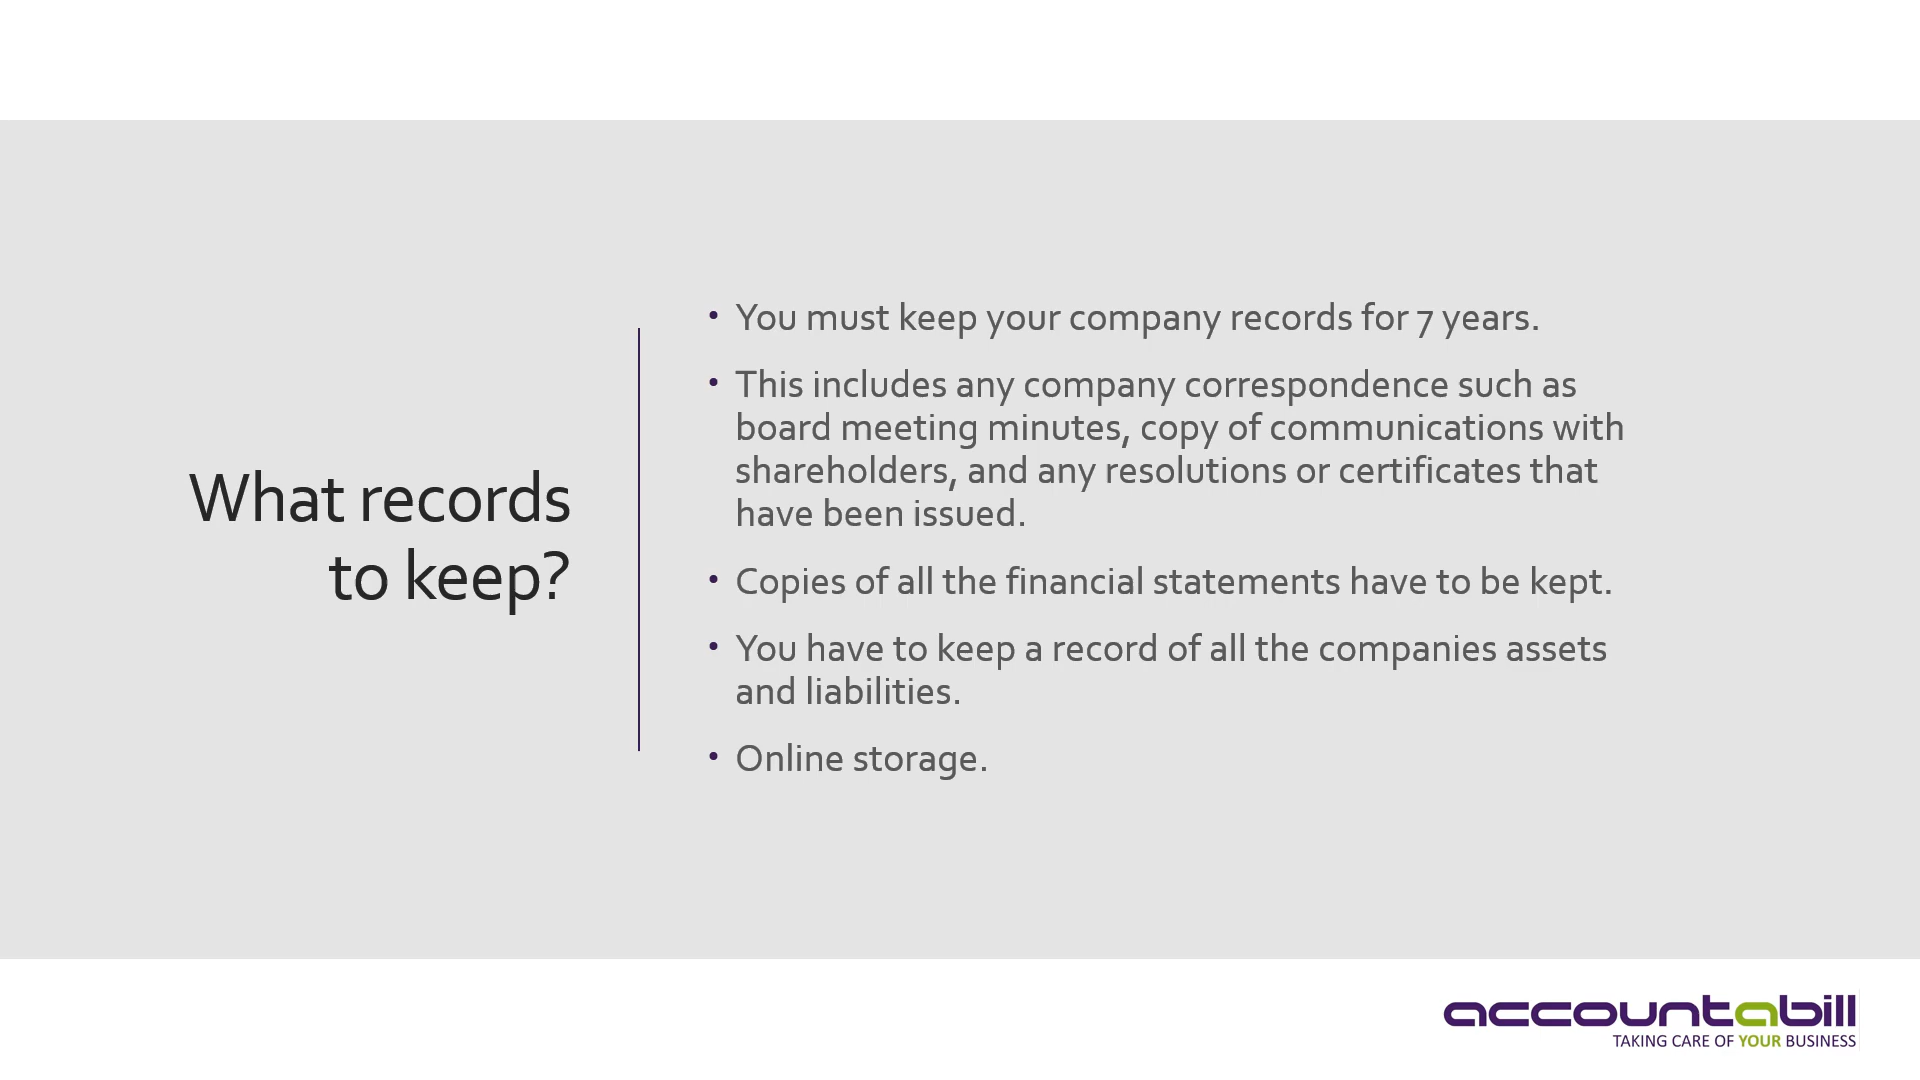 What records
to keep?
• You must keep your company records for 7 years.
• This includes any company correspondence such as
board meeting minutes, copy of communications with
shareholders, and any resolutions or certificates that
have been issued.
• Copies of all the financial statements have to be kept.
• You have to keep a record of all the companies assets
and liabilities.
• Online storage.
accountabill
TAKING CARE OF YOUR BUSINESS